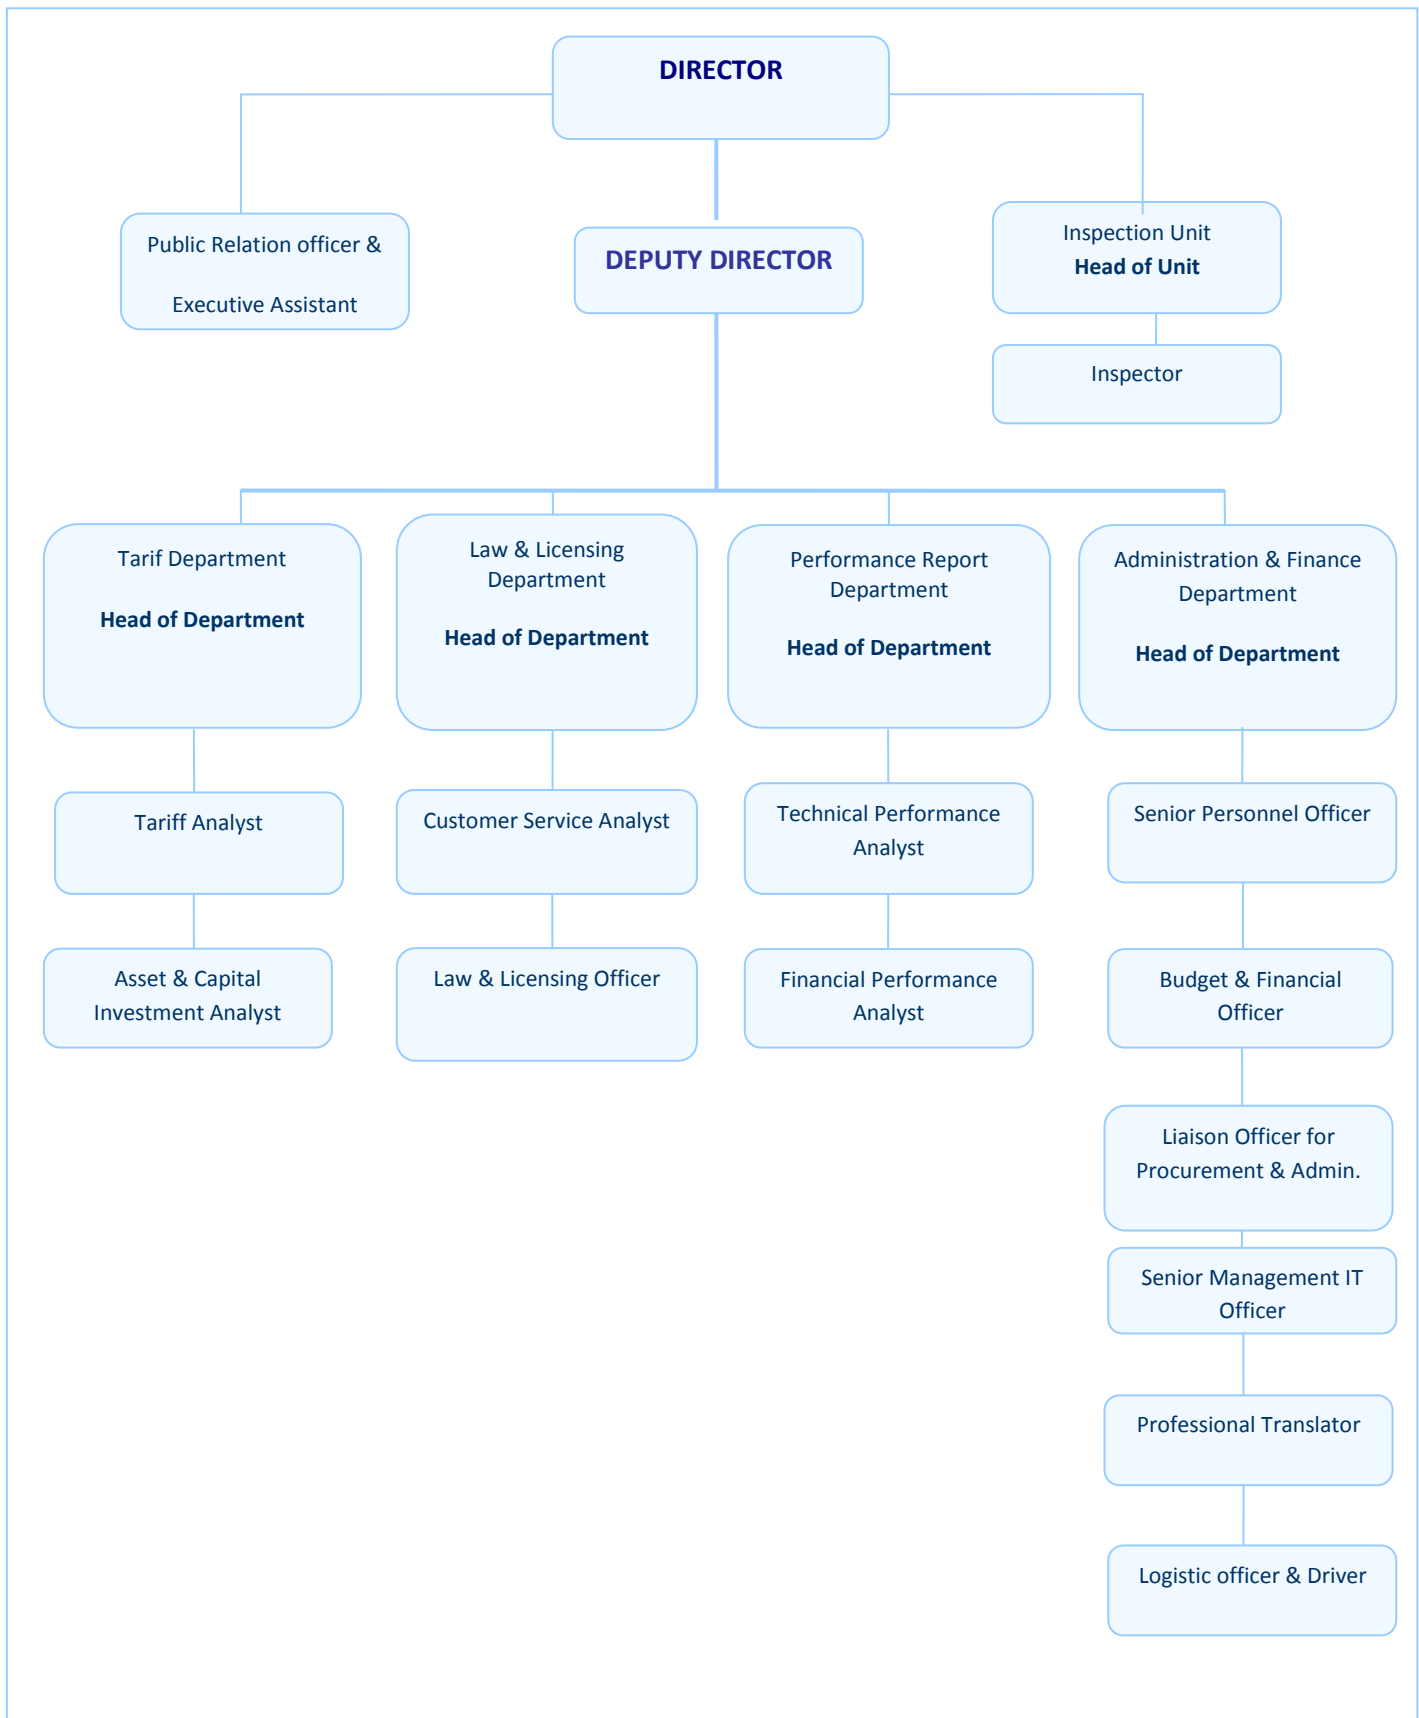 DIRECTOR
Public Relation officer &
Executive Assistant
DEPUTY DIRECTOR
Inspection Unit
Head of Unit
Inspector
Tarif Department
Head of Department
Law & Licensing
Department
Head of Department
Performance Report
Department
Head of Department
Administration & Finance
Department
Head of Department
Tariff Analyst
Customer Service Analyst
Technical Performance
Analyst
Senior Personnel Officer
Asset & Capital
Investment Analyst
Law & Licensing Officer
Financial Performance
Analyst
Budget & Financial
Officer
Liaison Officer for
Procurement & Admin.
Senior Management IT
Officer
Professional Translator
Logistic officer & Driver